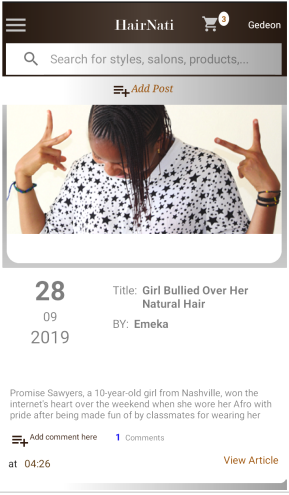 HairNati
3
Gedeon
Search for styles, salons, products,...
Add Post
28
09
2019
Title: Girl Bullied Over Her
Natural Hair
BY: Emeka
Promise Sawyers, a 10-year-old girl from Nashville, won the
internet's heart over the weekend when she wore her Afro with
pride after being made fun of by classmates for wearing her
Add comment here
1 Comments
at 04:26
View Article